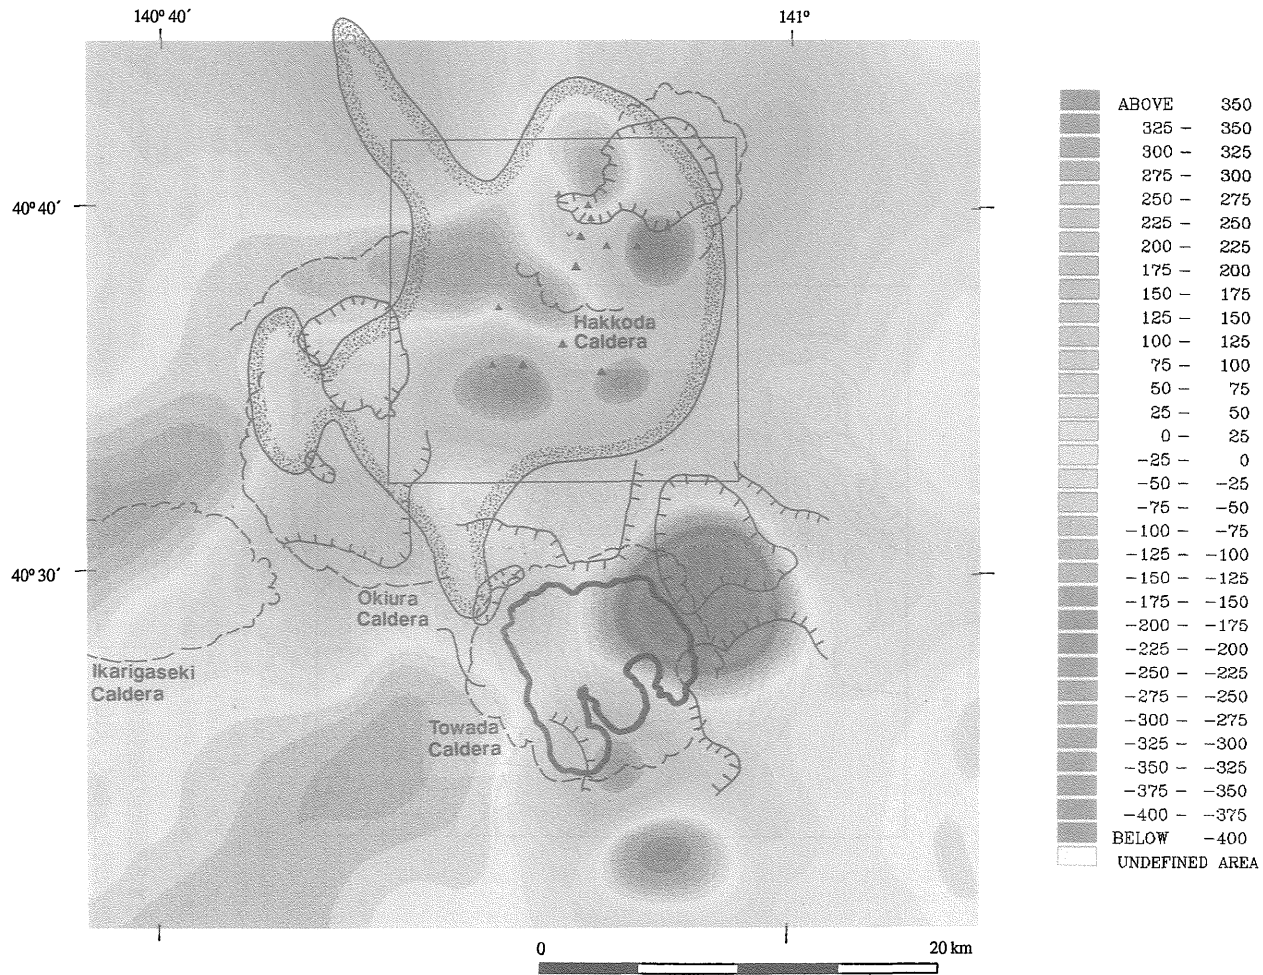 140° 40′
141°
40° 40′
40° 30′
Hakkoda
Caldera
Okiura
Caldera
Ikarigaseki
Caldera
Towada
Caldera
ABOVE 350
325 – 350
300 – 325
275 – 300
250 – 275
225 – 250
200 – 225
175 – 200
150 – 175
125 – 150
100 – 125
75 – 100
50 – 75
25 – 50
0 – 25
-25 – 0
-50 – -25
-75 – -50
-100 – -75
-125 – -100
-150 – -125
-175 – -150
-200 – -175
-225 – -200
-250 – -225
-275 – -250
-300 – -275
-325 – -300
-350 – -325
-375 – -350
-400 – -375
BELOW -400
UNDEFINED AREA
0 20 km